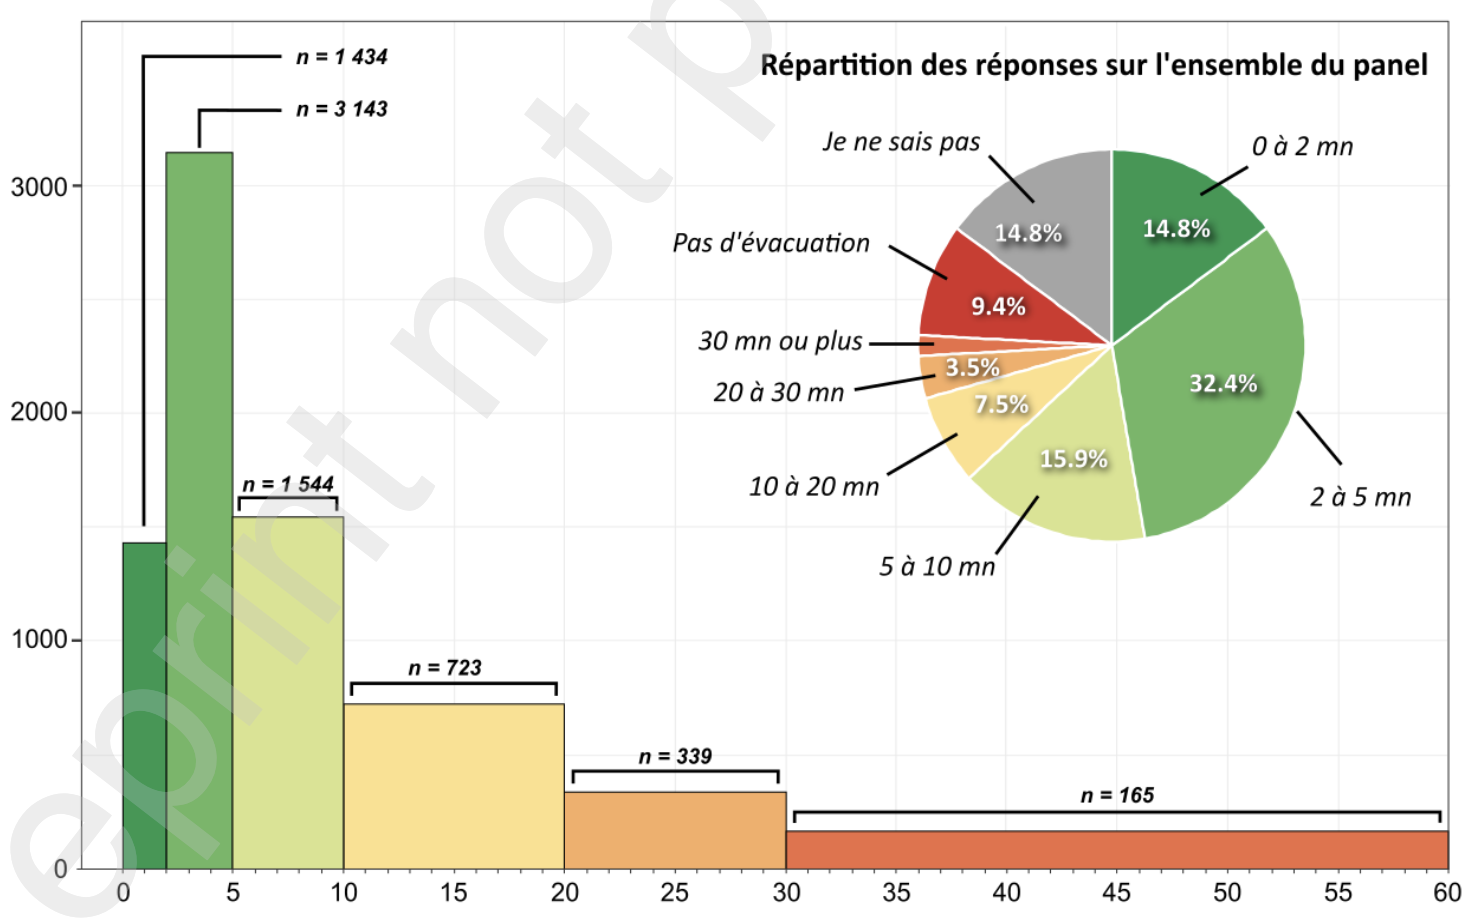 n = 1 434
n = 3 143
n = 1 544
n = 723
n = 339
n = 165
3000
2000
1000
0
0 5 10 15 20 25 30 35 40 45 50 55 60
Répartition des réponses sur l'ensemble du panel
Je ne sais pas
0 à 2 mn
14.8%
14.8%
Pas d'évacuation
9.4%
30 mn ou plus
3.5%
20 à 30 mn
32.4%
7.5%
10 à 20 mn
15.9%
2 à 5 mn
5 à 10 mn
eprint not p